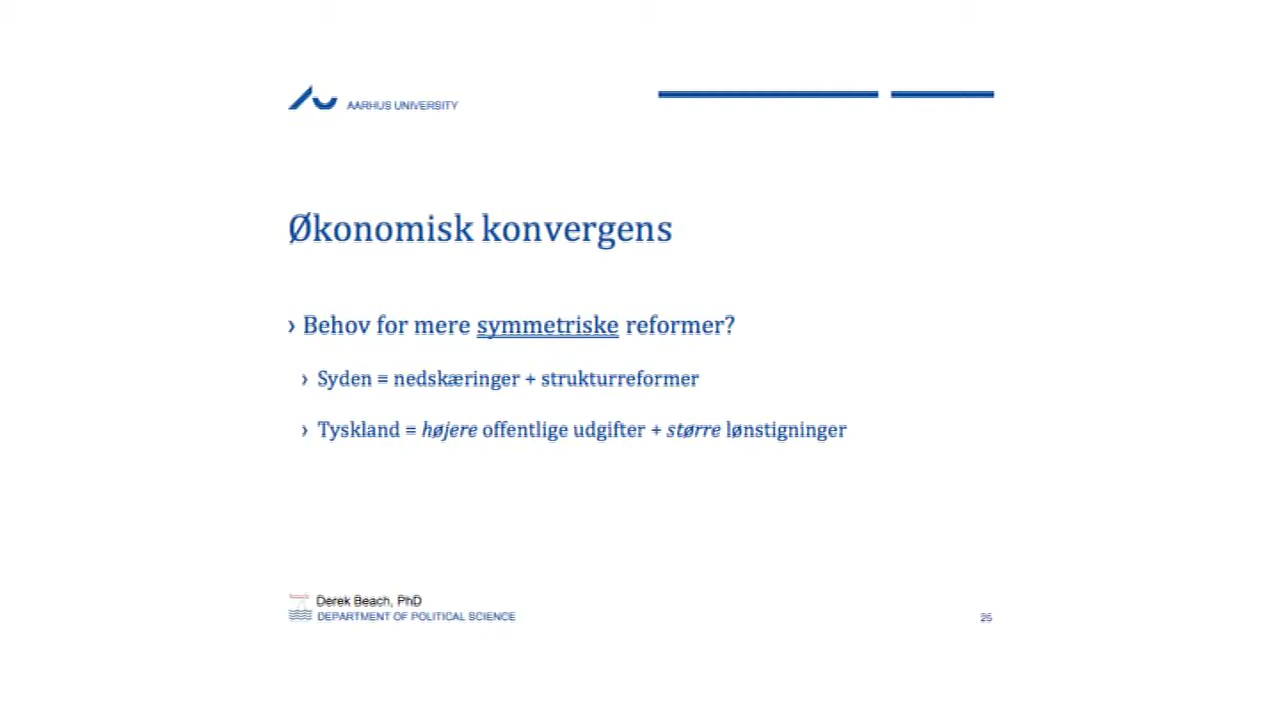 AARHUS UNIVERSITY
Økonomisk konvergens
› Behov for mere symmetriske reformer?
› Syden = nedskæringer + strukturreformer
› Tyskland = højere offentlige udgifter + større lønstigninger
Derek Beach, PhD
DEPARTMENT OF POLITICAL SCIENCE
25